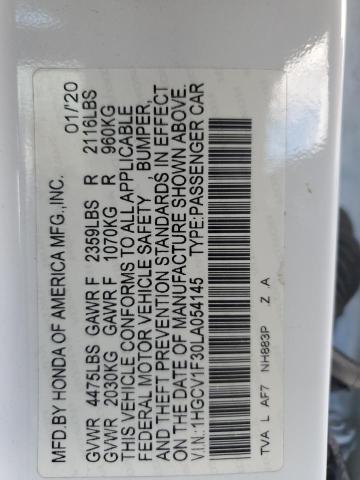 MFD.BY HONDA OF AMERICA MFG.,INC. 01/20
GVWR 4475LBS GAWR F 2359LBS R 2116LBS
GVWR 2030KG GAWR F 1070KG R 960KG
THIS VEHICLE CONFORMS TO ALL APPLICABLE
FEDERAL MOTOR VEHICLE SAFETY , BUMPER,
AND THEFT PREVENTION STANDARDS IN EFFECT
ON THE DATE OF MANUFACTURE SHOWN ABOVE.
V.I.N.:1HGCV1F30LA054145 TYPE:PASSENGER CAR
TVA L AF7 NH883P Z A